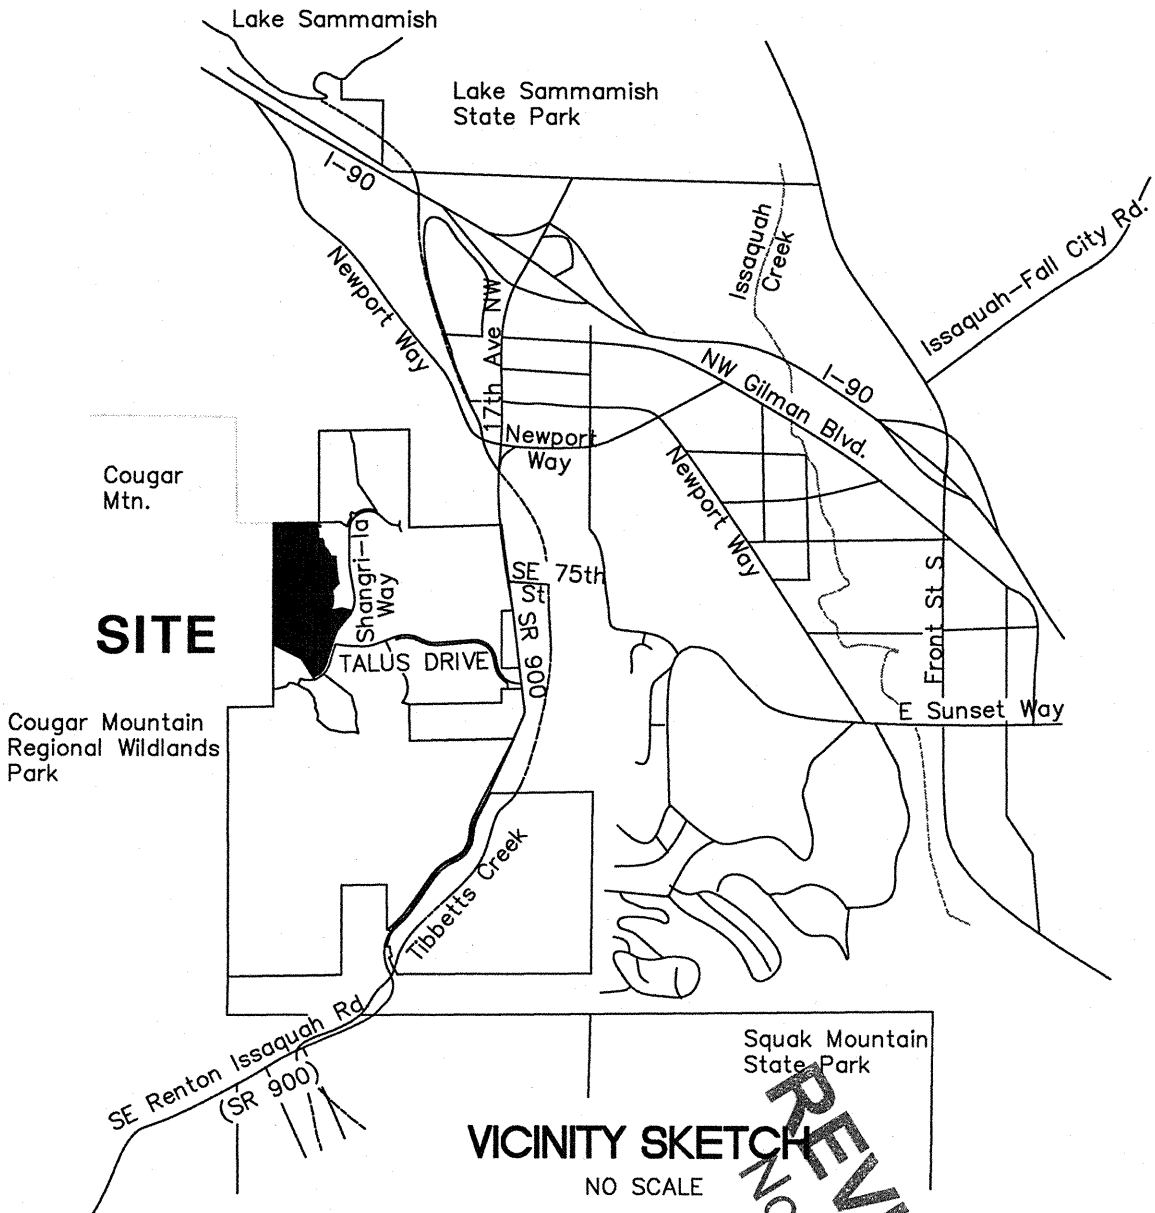 Lake Sammamish
Lake Sammamish
State Park
I-90
Issaquah
Creek
Issaquah-Fall City Rd.
Newport Way
17th Ave NW
NW Gilman Blvd.
I-90
Newport
Way
Newport Way
Cougar
Mtn.
Shangri-la
Way
SE 75th
St
SR 900
Front St S
SITE
TALUS DRIVE
E Sunset Way
Cougar Mountain
Regional Wildlands
Park
Tibbetts Creek
SE Renton Issaquah Rd
(SR 900)
Squak Mountain
State Park
VICINITY SKETCH
NO SCALE